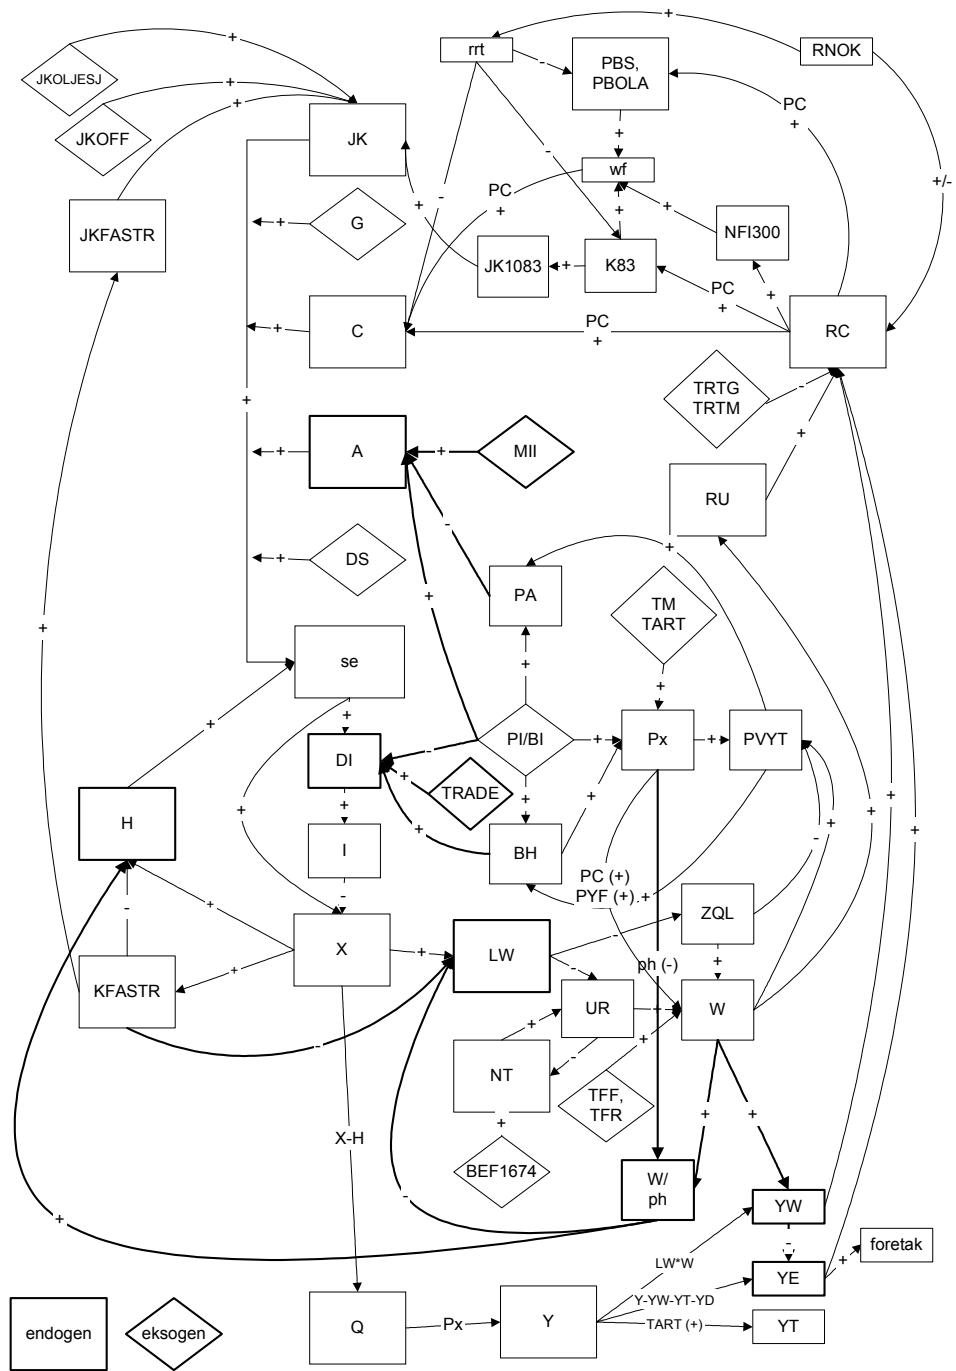 +
rrt
RNOK
JKOLJESJ
+
-
PBS,
PBOLA
+
+
PC
+
JKOFF
JK
+
-
wf
PC
+
-
+
+
+/-
JKFASTR
+
G
+
NFI300
JK1083
+
K83
PC
+
+
+
C
PC
+
RC
TRTG
TRTM
-
+
+
+
A
+
MII
RU
-
+
DS
+
PA
+
TM
TART
+
+
+
se
+
+
PI/BI
+
Px
+
PVYT
-
DI
+
TRADE
+
+
+
+
+
-
+
+
H
+
I
BH
-
PC (+)
PYF (+)
+
+
ZQL
-
+
X
+
LW
-
+
+
KFASTR
-
ph (-)
UR
+
W
+
-
+
-
NT
TFF,
TFR
+
+
+
X-H
BEF1674
W/
ph
-
YW
+
-
foretak
LW*W
YE
+
Y-YW-YT-YD
endogen
eksogen
Q
Px
Y
TART (+)
YT